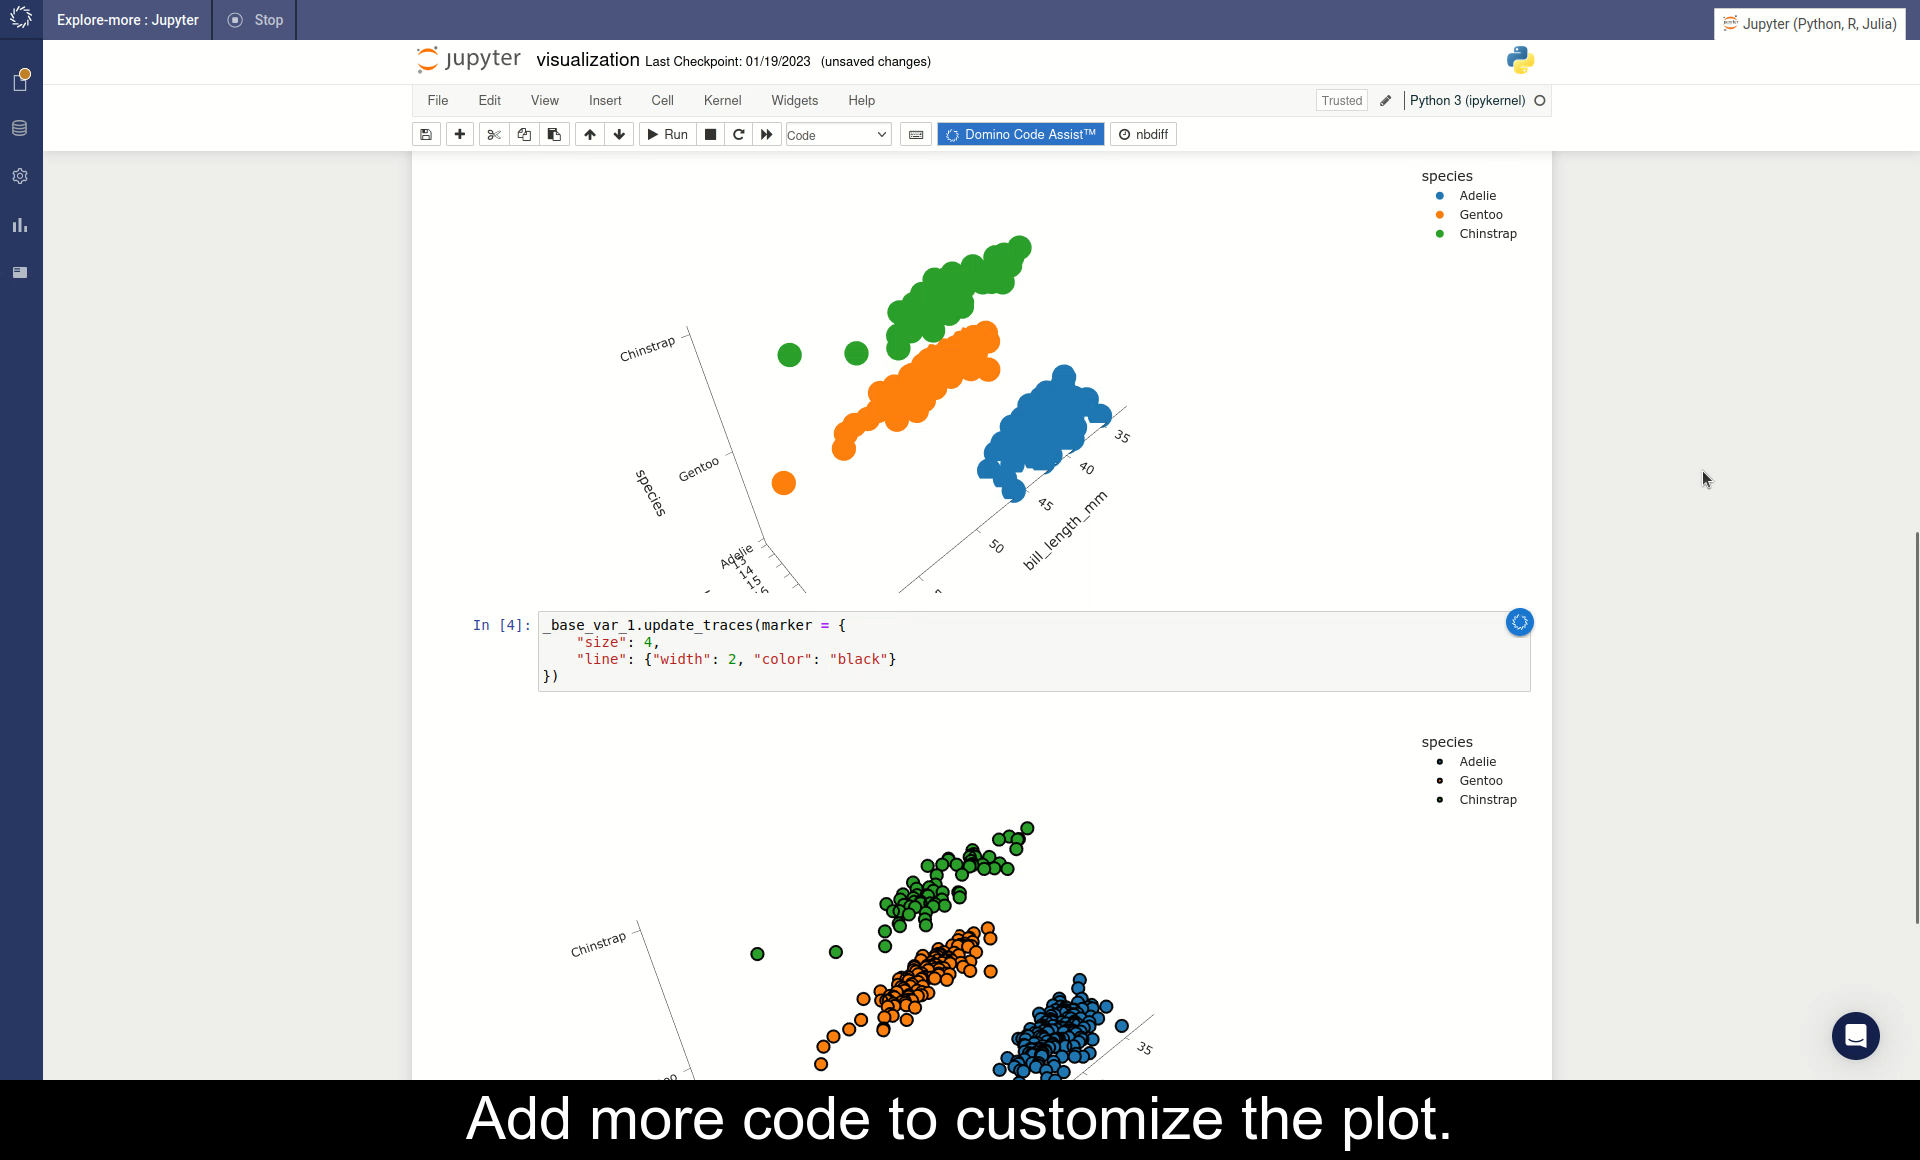 Explore-more : Jupyter
Stop
Jupyter (Python, R, Julia)
jupyter visualization Last Checkpoint: 01/19/2023 (unsaved changes)
File Edit View Insert Cell Kernel Widgets Help
Trusted
Python 3 (ipykernel)
Run
Code
Domino Code Assist™
nbdiff
species
Adelie
Gentoo
Chinstrap
Chinstrap
Gentoo
species
Adelie
13
14
15
35
40
45
50
bill_length_mm
In [4]:
_base_var_1.update_traces(marker = {
    "size": 4,
    "line": {"width": 2, "color": "black"}
})
species
Adelie
Gentoo
Chinstrap
Chinstrap
35
Add more code to customize the plot.